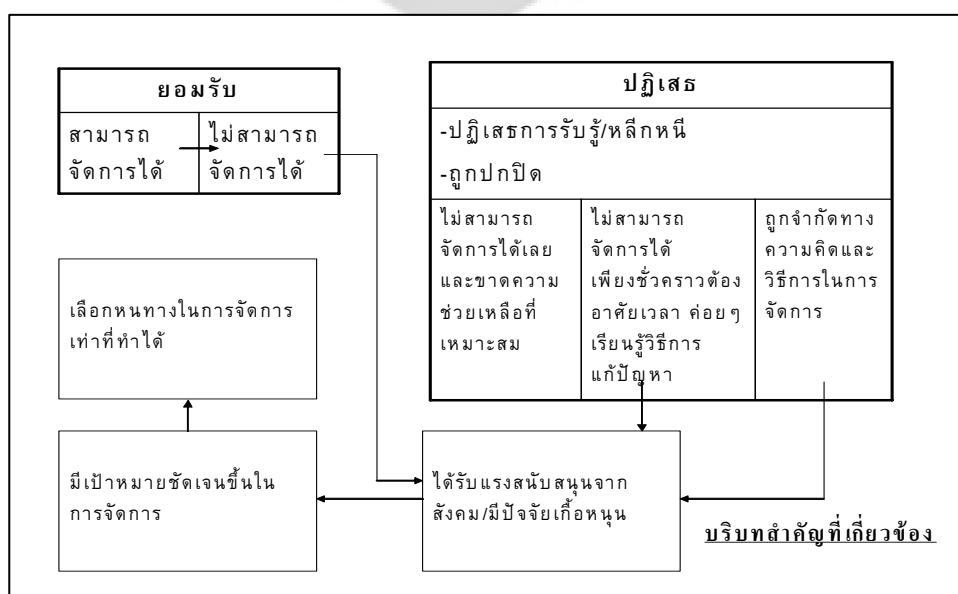 ยอมรับ
สามารถ
จัดการได้
ไม่สามารถ
จัดการได้
ปฏิเสธ
-ปฏิเสธการรับรู้/หลีกหนี
-ถูกปกปิด
ไม่สามารถ
จัดการได้เลย
และขาดความ
ช่วยเหลือที่
เหมาะสม
ไม่สามารถ
จัดการได้
เพียงชั่วคราวต้อง
อาศัยเวลา ค่อยๆ
เรียนรู้วิธีการ
แก้ปัญหา
ถูกจำกัดทาง
ความคิดและ
วิธีการในการ
จัดการ
เลือกหนทางในการจัดการ
เท่าที่ทำได้
มีเป้าหมายชัดเจนขึ้นใน
การจัดการ
ได้รับแรงสนับสนุนจาก
สังคม/มีปัจจัยเกื้อหนุน
บริบทสำคัญที่เกี่ยวข้อง